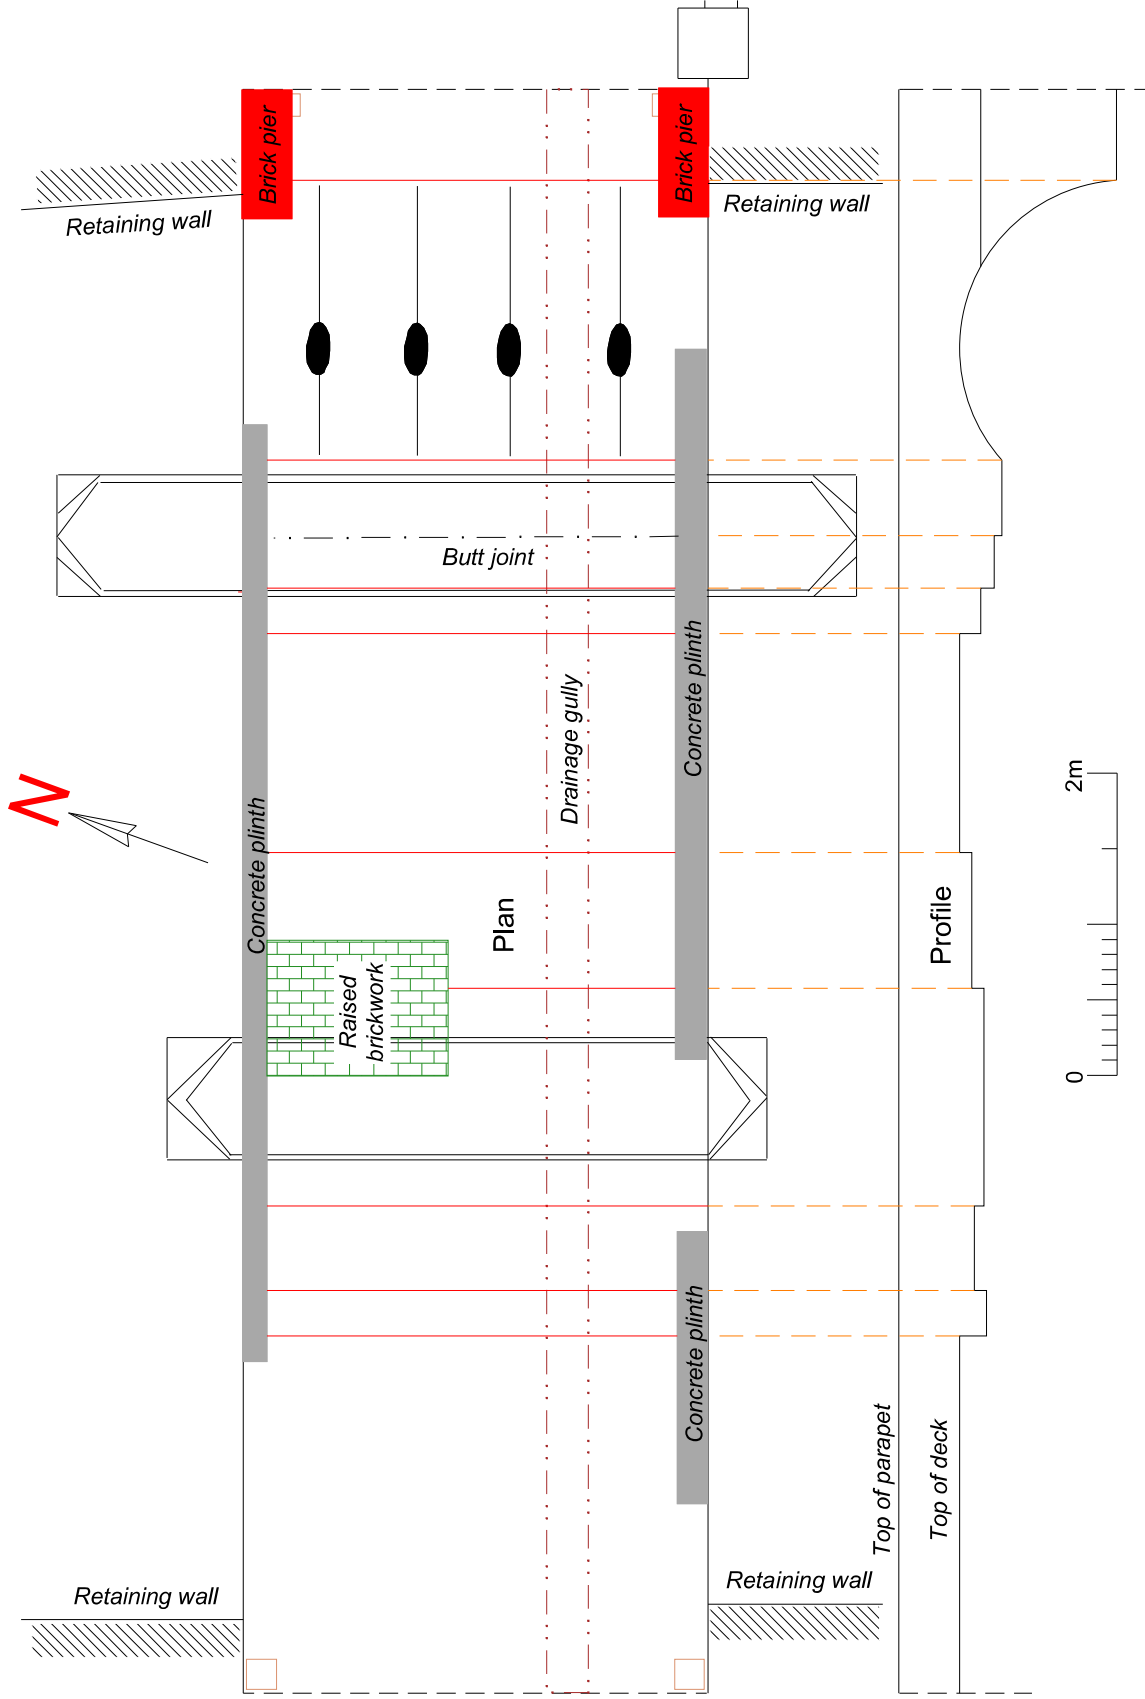 Brick pier
Brick pier
Retaining wall
Retaining wall
Butt joint
Concrete plinth
Drainage gully
2m
N
Concrete plinth
Plan
Profile
Raised
brickwork
0
Concrete plinth
Top of parapet
Top of deck
Retaining wall
Retaining wall